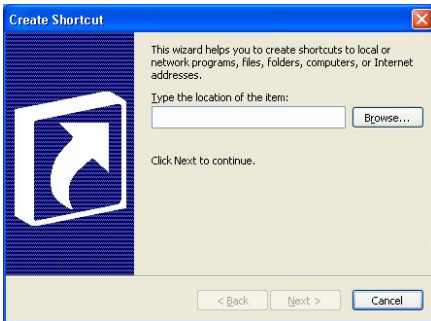 Create Shortcut
This wizard helps you to create shortcuts to local or
network programs, files, folders, computers, or Internet
addresses.
Type the location of the item:
Browse...
Click Next to continue.
< Back
Next >
Cancel